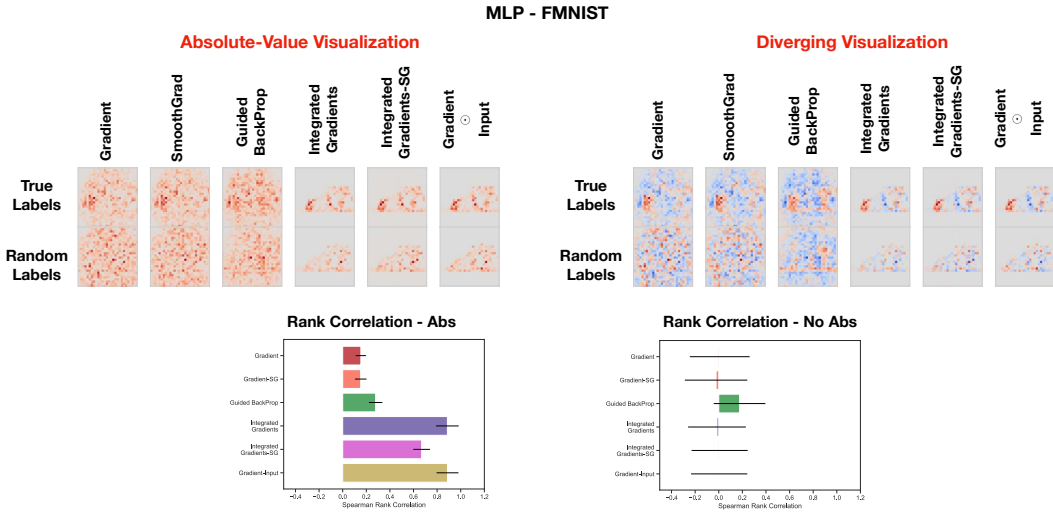 MLP - FMNIST
Absolute-Value Visualization
Diverging Visualization
Gradient
SmoothGrad
Guided
BackProp
Integrated
Gradients
Integrated
Gradients-SG
Gradient
⊙
Input
Gradient
SmoothGrad
Guided
BackProp
Integrated
Gradients
Integrated
Gradients-SG
Gradient
⊙
Input
True
Labels
Random
Labels
True
Labels
Random
Labels
Rank Correlation - Abs
Gradient
Gradient-SG
Guided BackProp
Integrated
Gradients
Integrated
Gradients-SG
Gradient-Input
−0.4 −0.2 0.0 0.2 0.4 0.6 0.8 1.0 1.2
Spearman Rank Correlation
Rank Correlation - No Abs
Gradient
Gradient-SG
Guided BackProp
Integrated
Gradients
Integrated
Gradients-SG
Gradient-Input
−0.4 −0.2 0.0 0.2 0.4 0.6 0.8 1.0 1.2
Spearman Rank Correlation